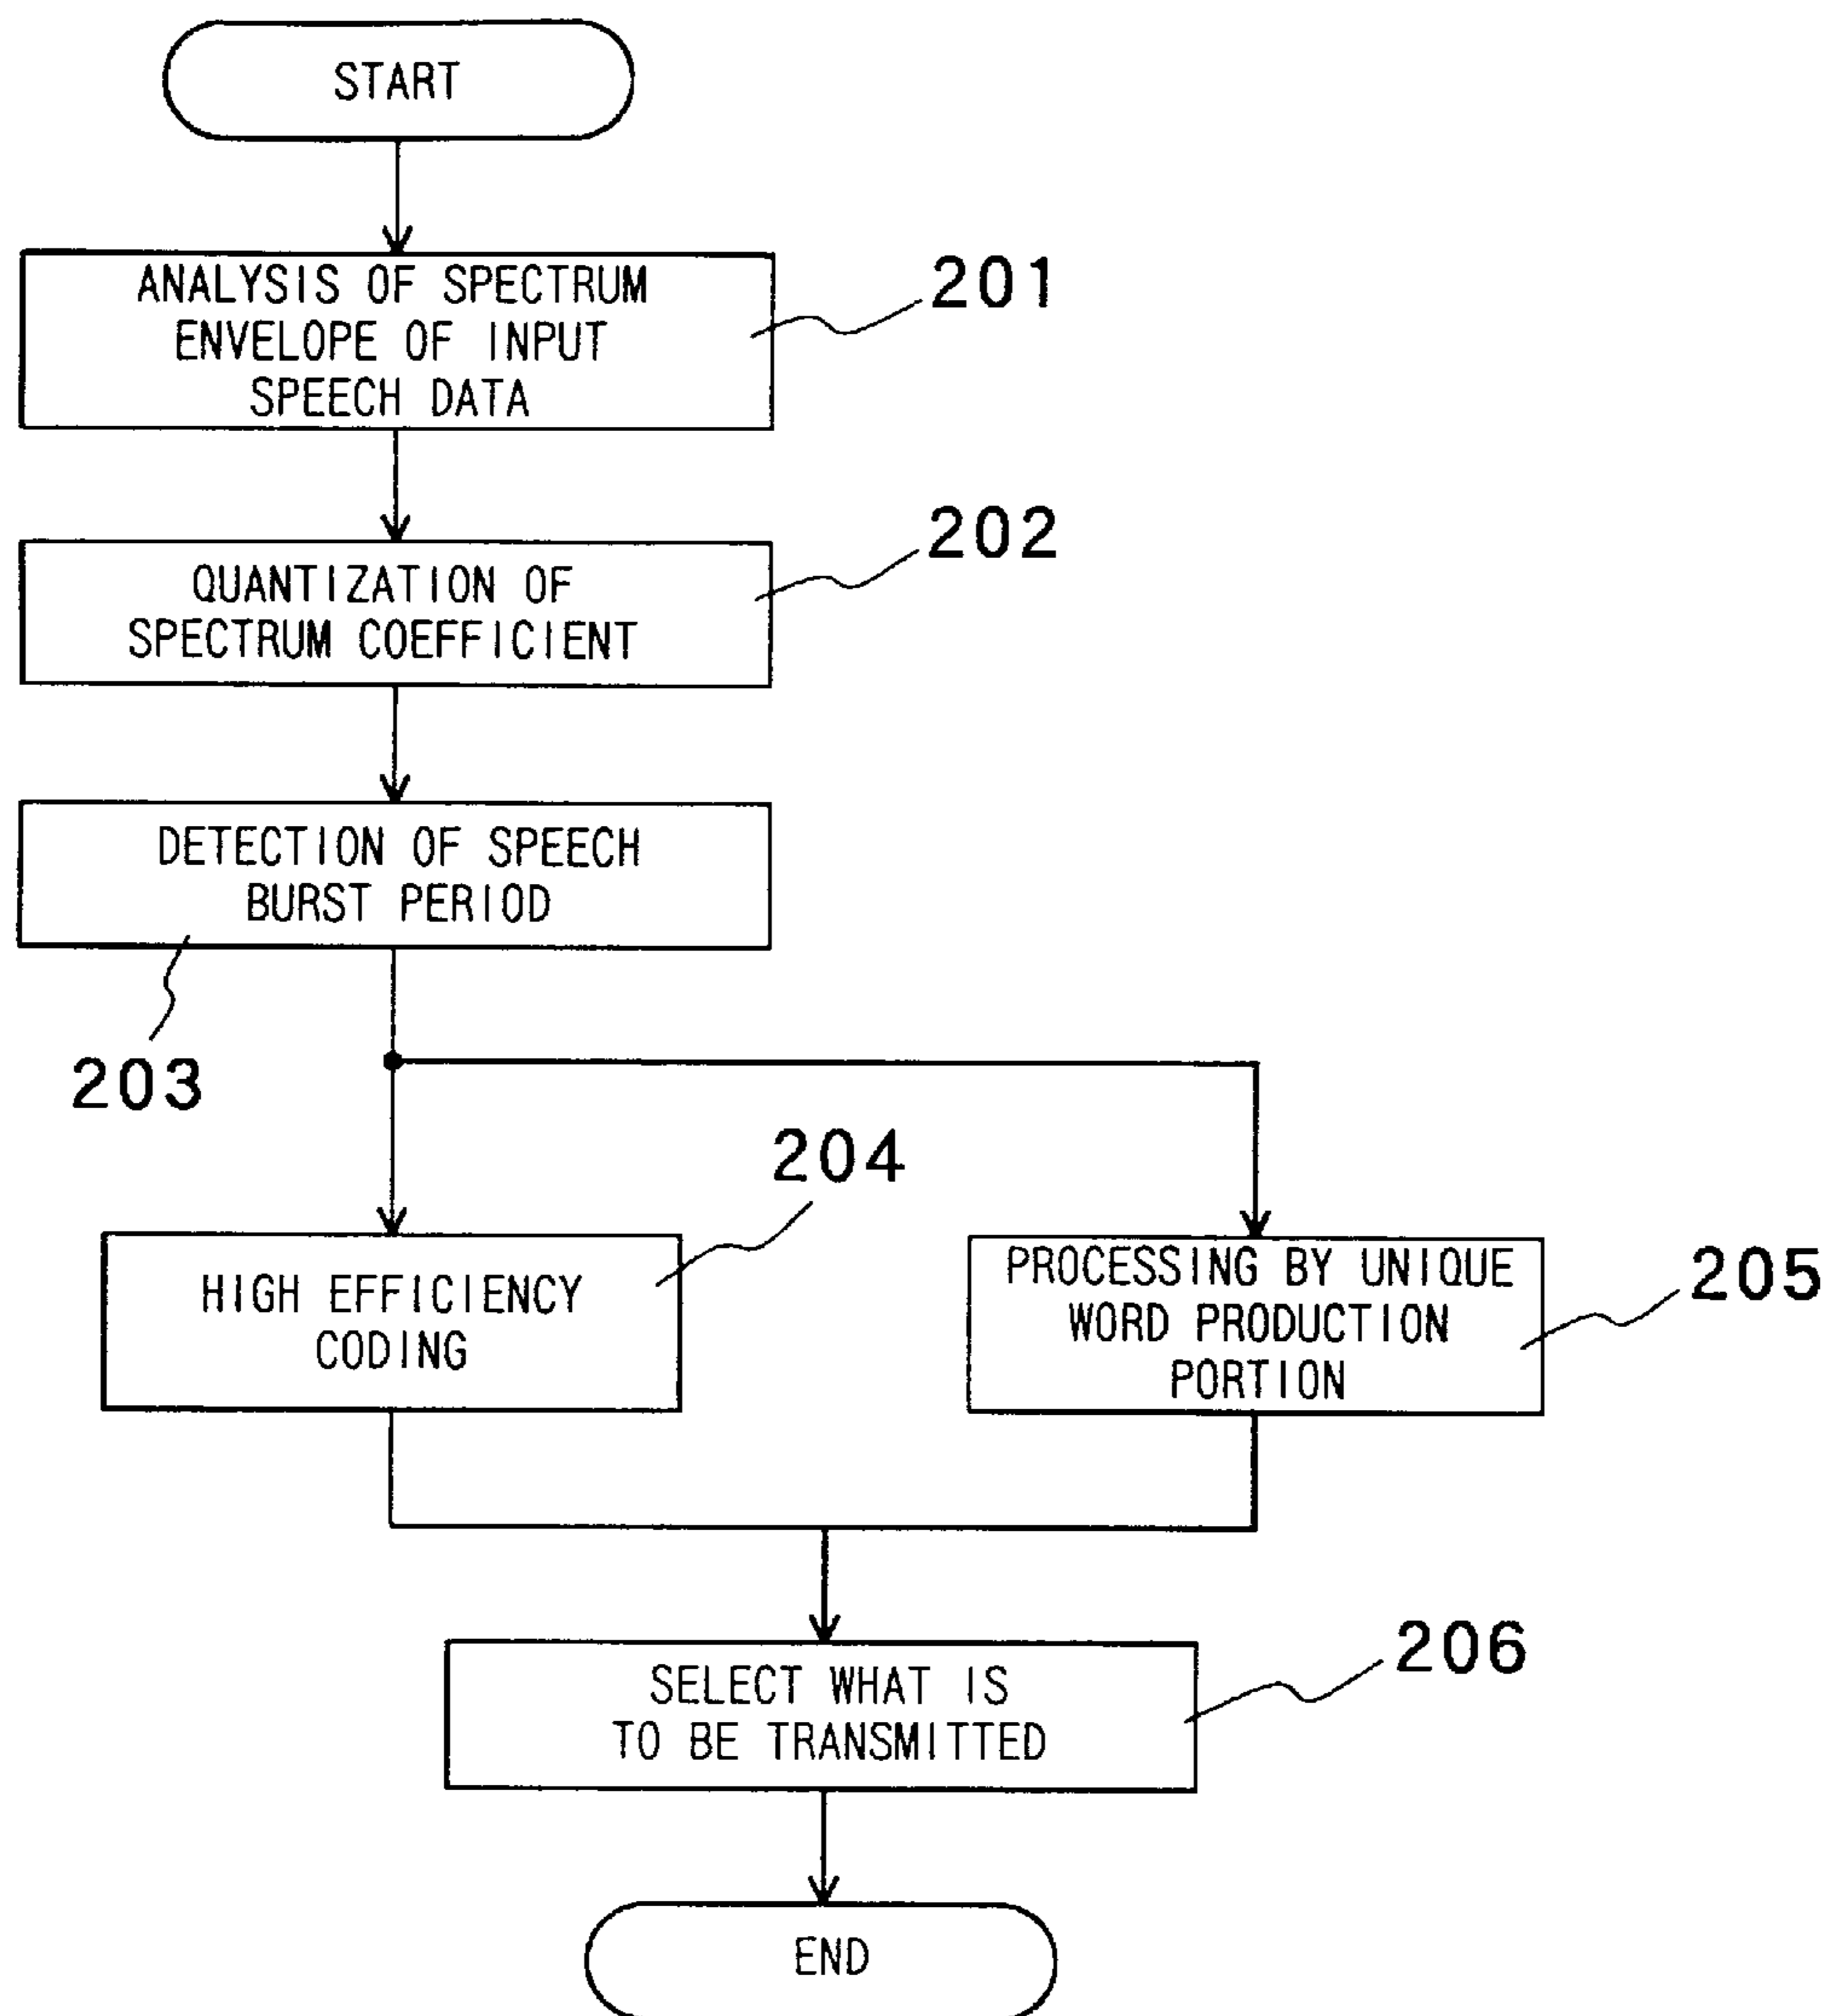 START
ANALYSIS OF SPECTRUM
ENVELOPE OF INPUT
SPEECH DATA
201
QUANTIZATION OF
SPECTRUM COEFFICIENT
202
DETECTION OF SPEECH
BURST PERIOD
203
204
HIGH EFFICIENCY
CODING
PROCESSING BY UNIQUE
WORD PRODUCTION
PORTION
205
SELECT WHAT IS
TO BE TRANSMITTED
206
END